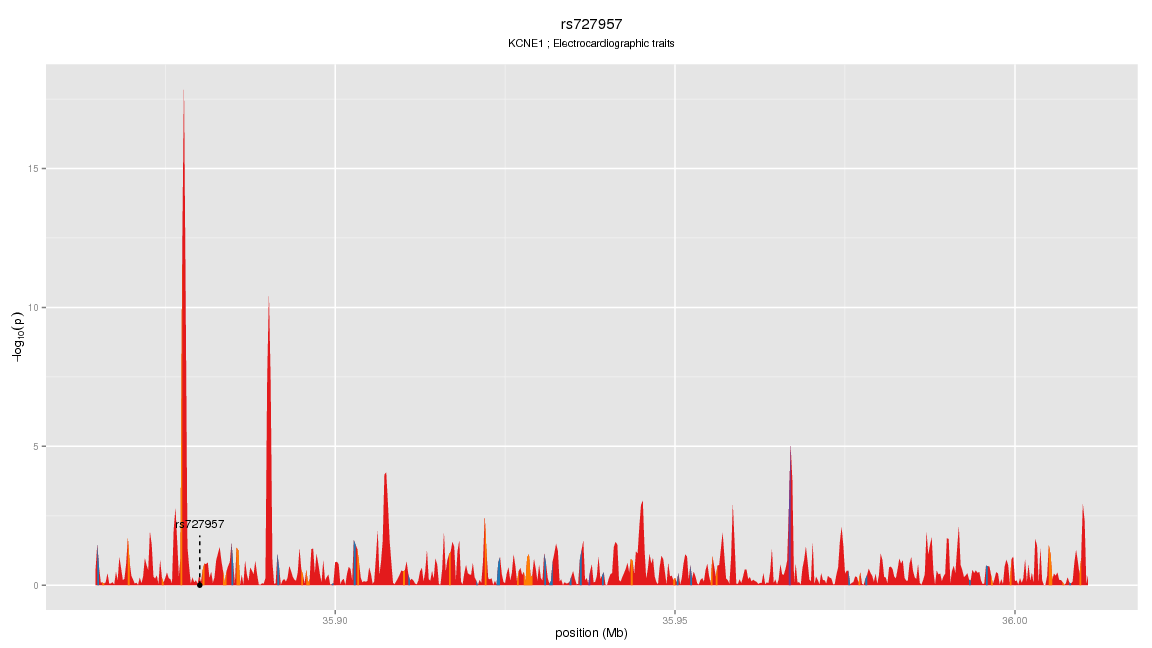 rs727957
KCNE1 ; Electrocardiographic traits
15
10
5
0
−log10(p)
rs727957
35.90
35.95
36.00
position (Mb)